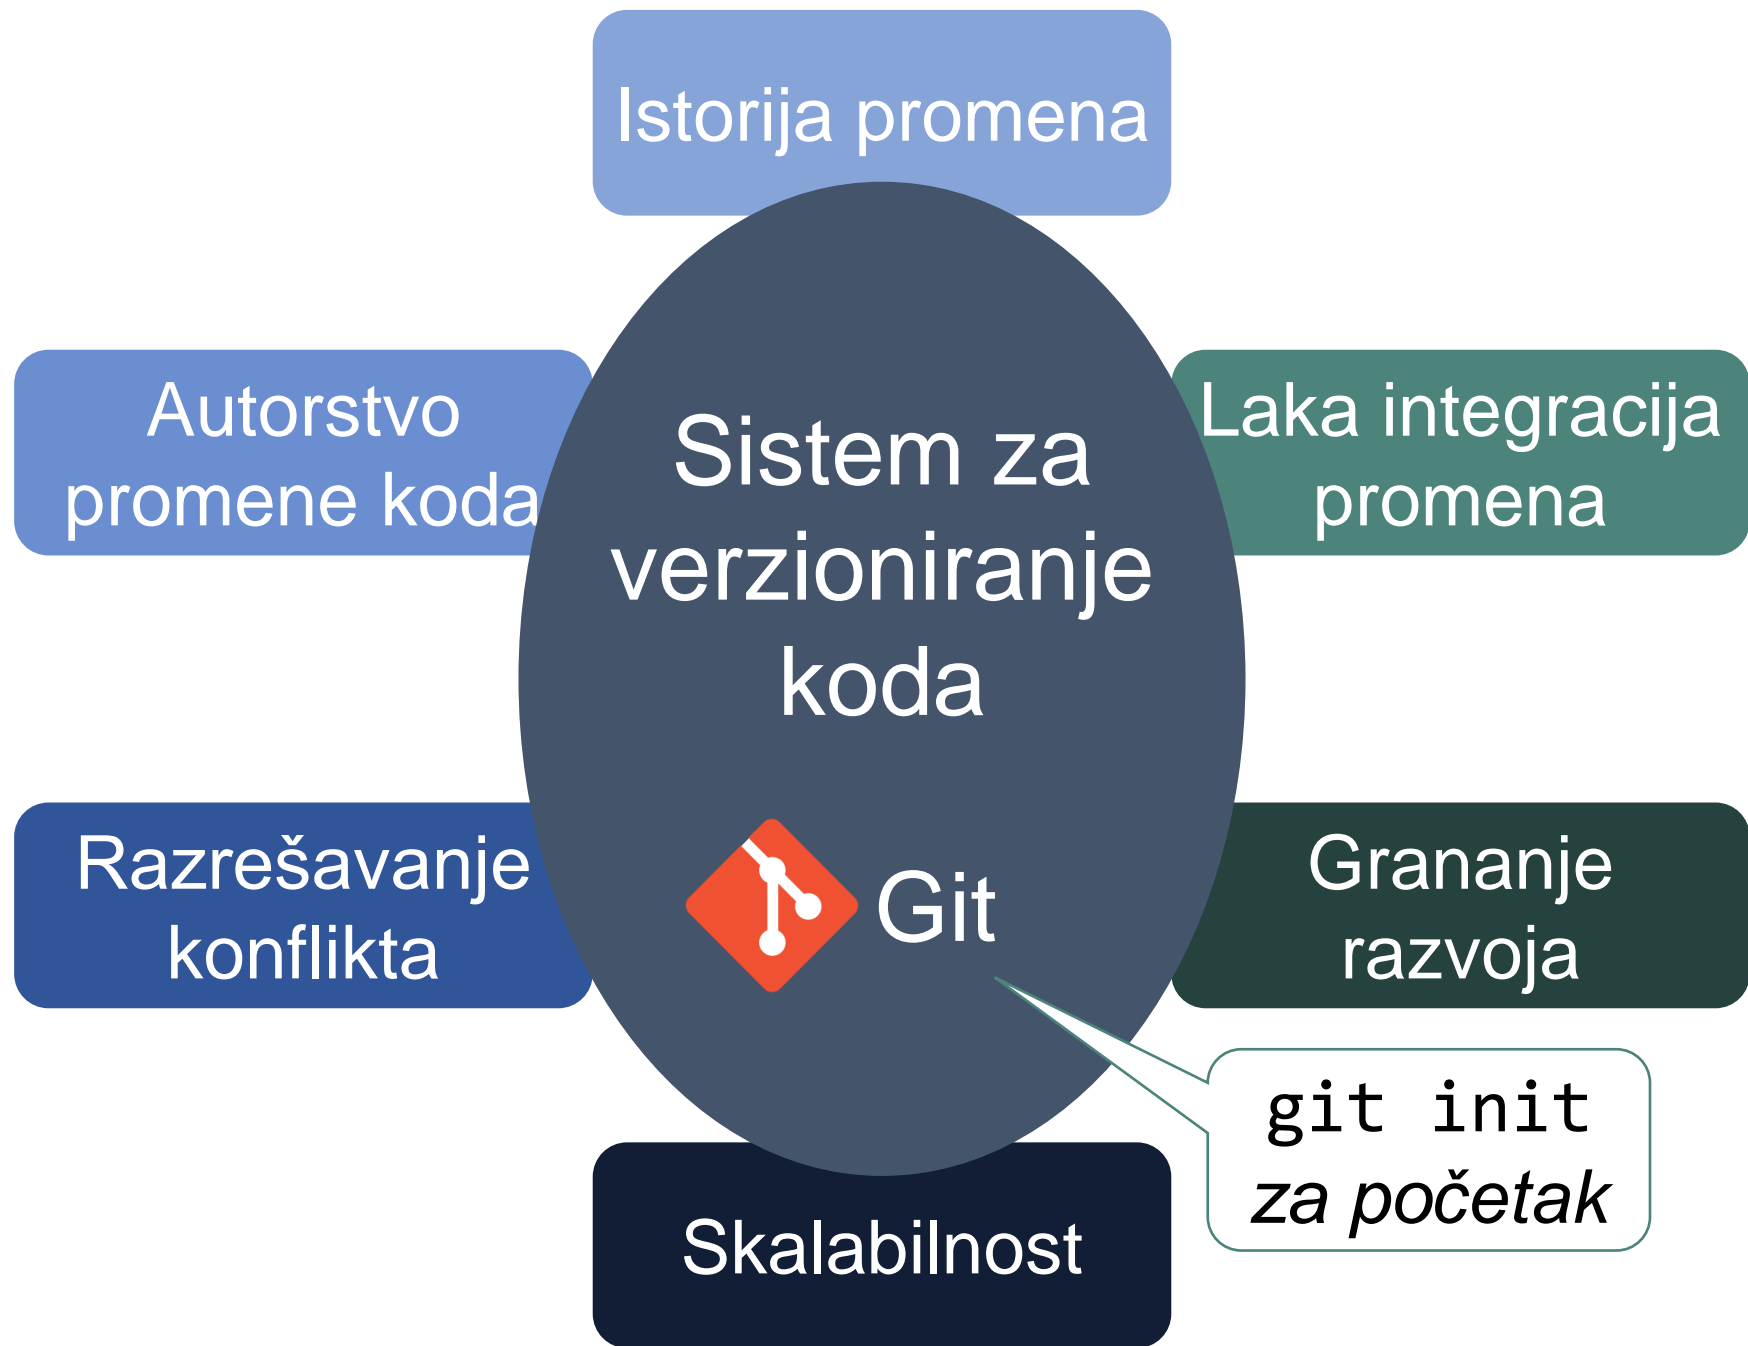 Istorija promena
Autorstvo
promene koda
Sistem za
verzioniranje
koda
Git
Laka integracija
promena
Razrešavanje
konflikta
Grananje
razvoja
git init
za početak
Skalabilnost